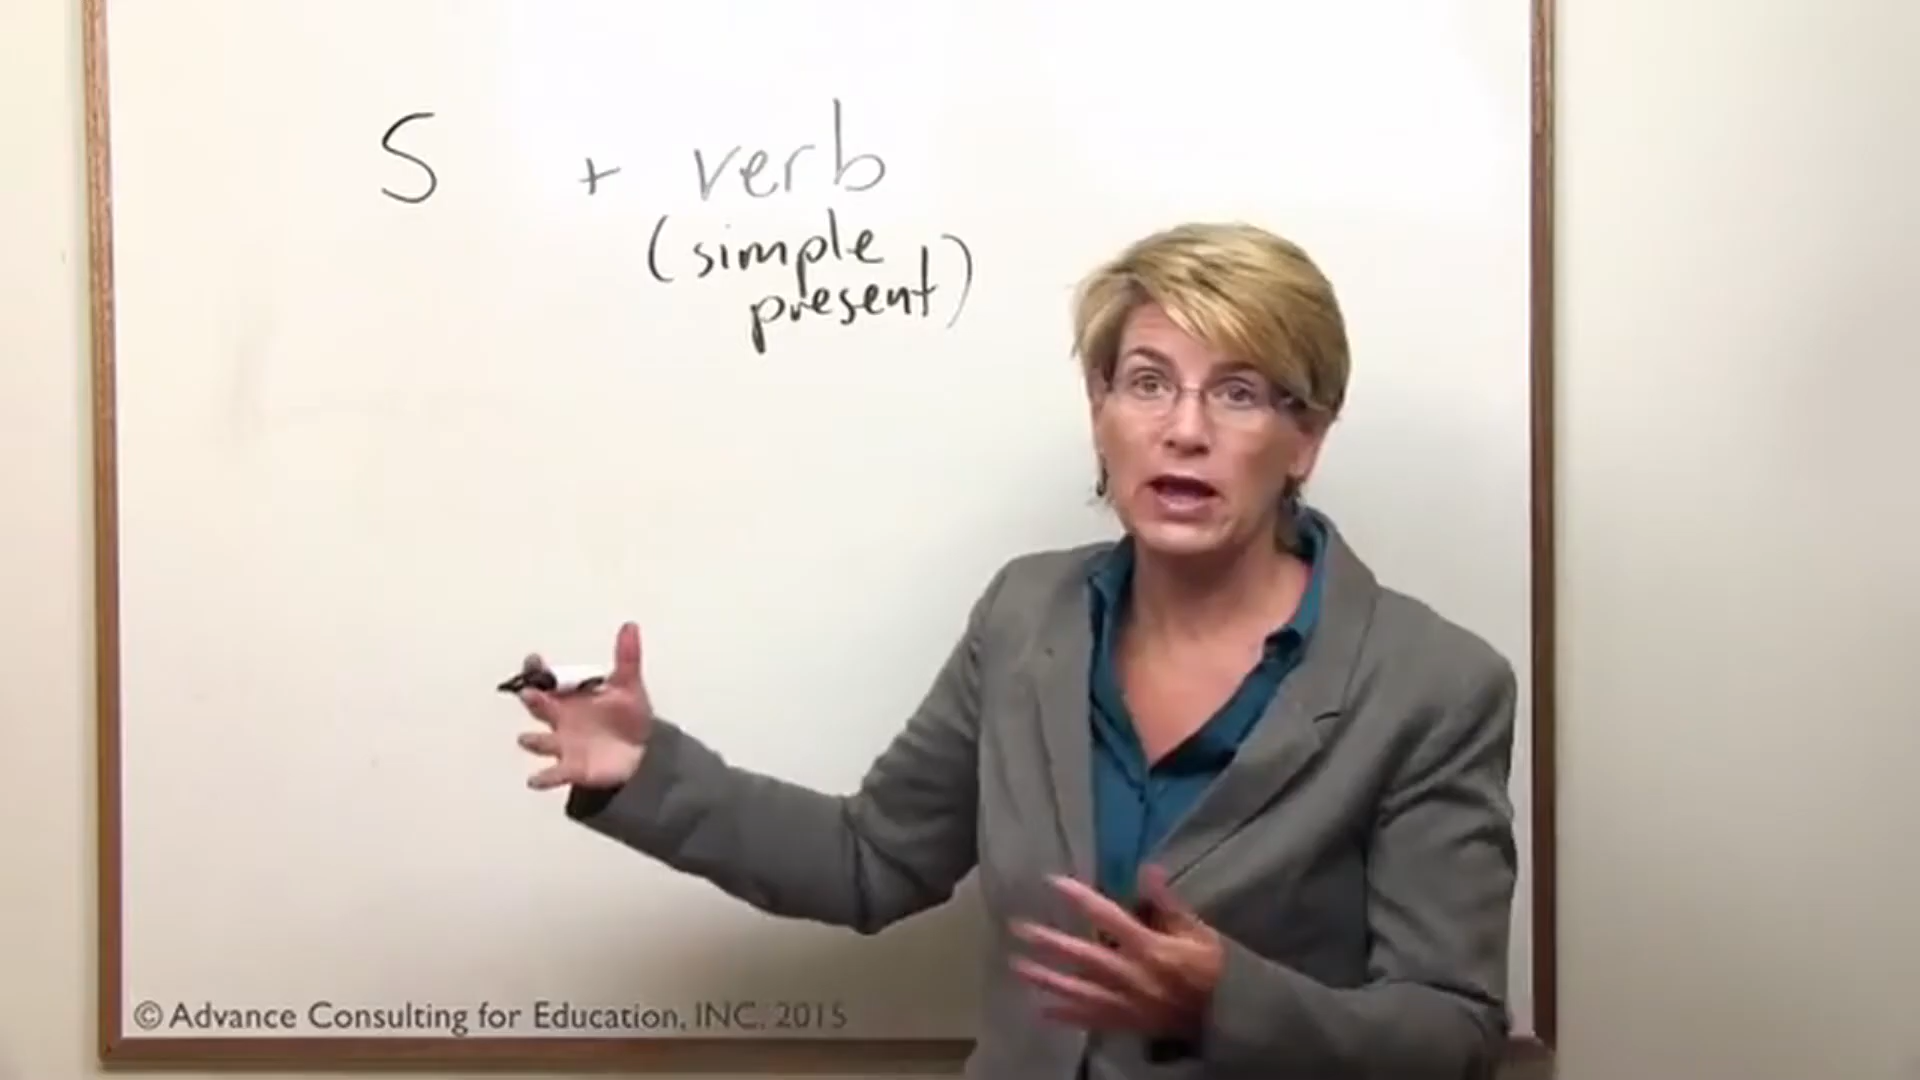 S + verb
(simple
present)
© Advance Consulting for Education, INC. 2015